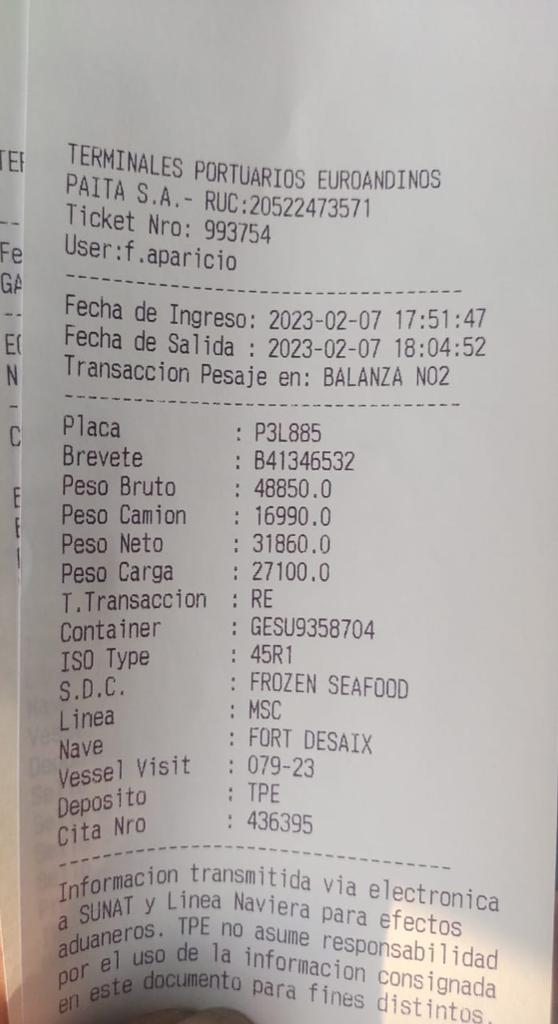 TERMINALES PORTUARIOS EUROANDINOS
PAITA S.A.- RUC:20522473571
Ticket Nro: 993754
User:f.aparicio
Fecha de Ingreso: 2023-02-07 17:51:47
Fecha de Salida : 2023-02-07 18:04:52
Transaccion Pesaje en: BALANZA NO2
Placa : P3L885
Brevete : B41346532
Peso Bruto : 48850.0
Peso Camion : 16990.0
Peso Neto : 31860.0
Peso Carga : 27100.0
T.Transaccion : RE
Container : GESU9358704
ISO Type : 45R1
S.D.C. : FROZEN SEAFOOD
Linea : MSC
Nave : FORT DESAIX
Vessel Visit : 079-23
Deposito : TPE
Cita Nro : 436395
Informacion transmitida via electronica
a SUNAT y Linea Naviera para efectos
aduaneros. TPE no asume responsabilidad
por el uso de la informacion consignada
en este documento para fines distintos.